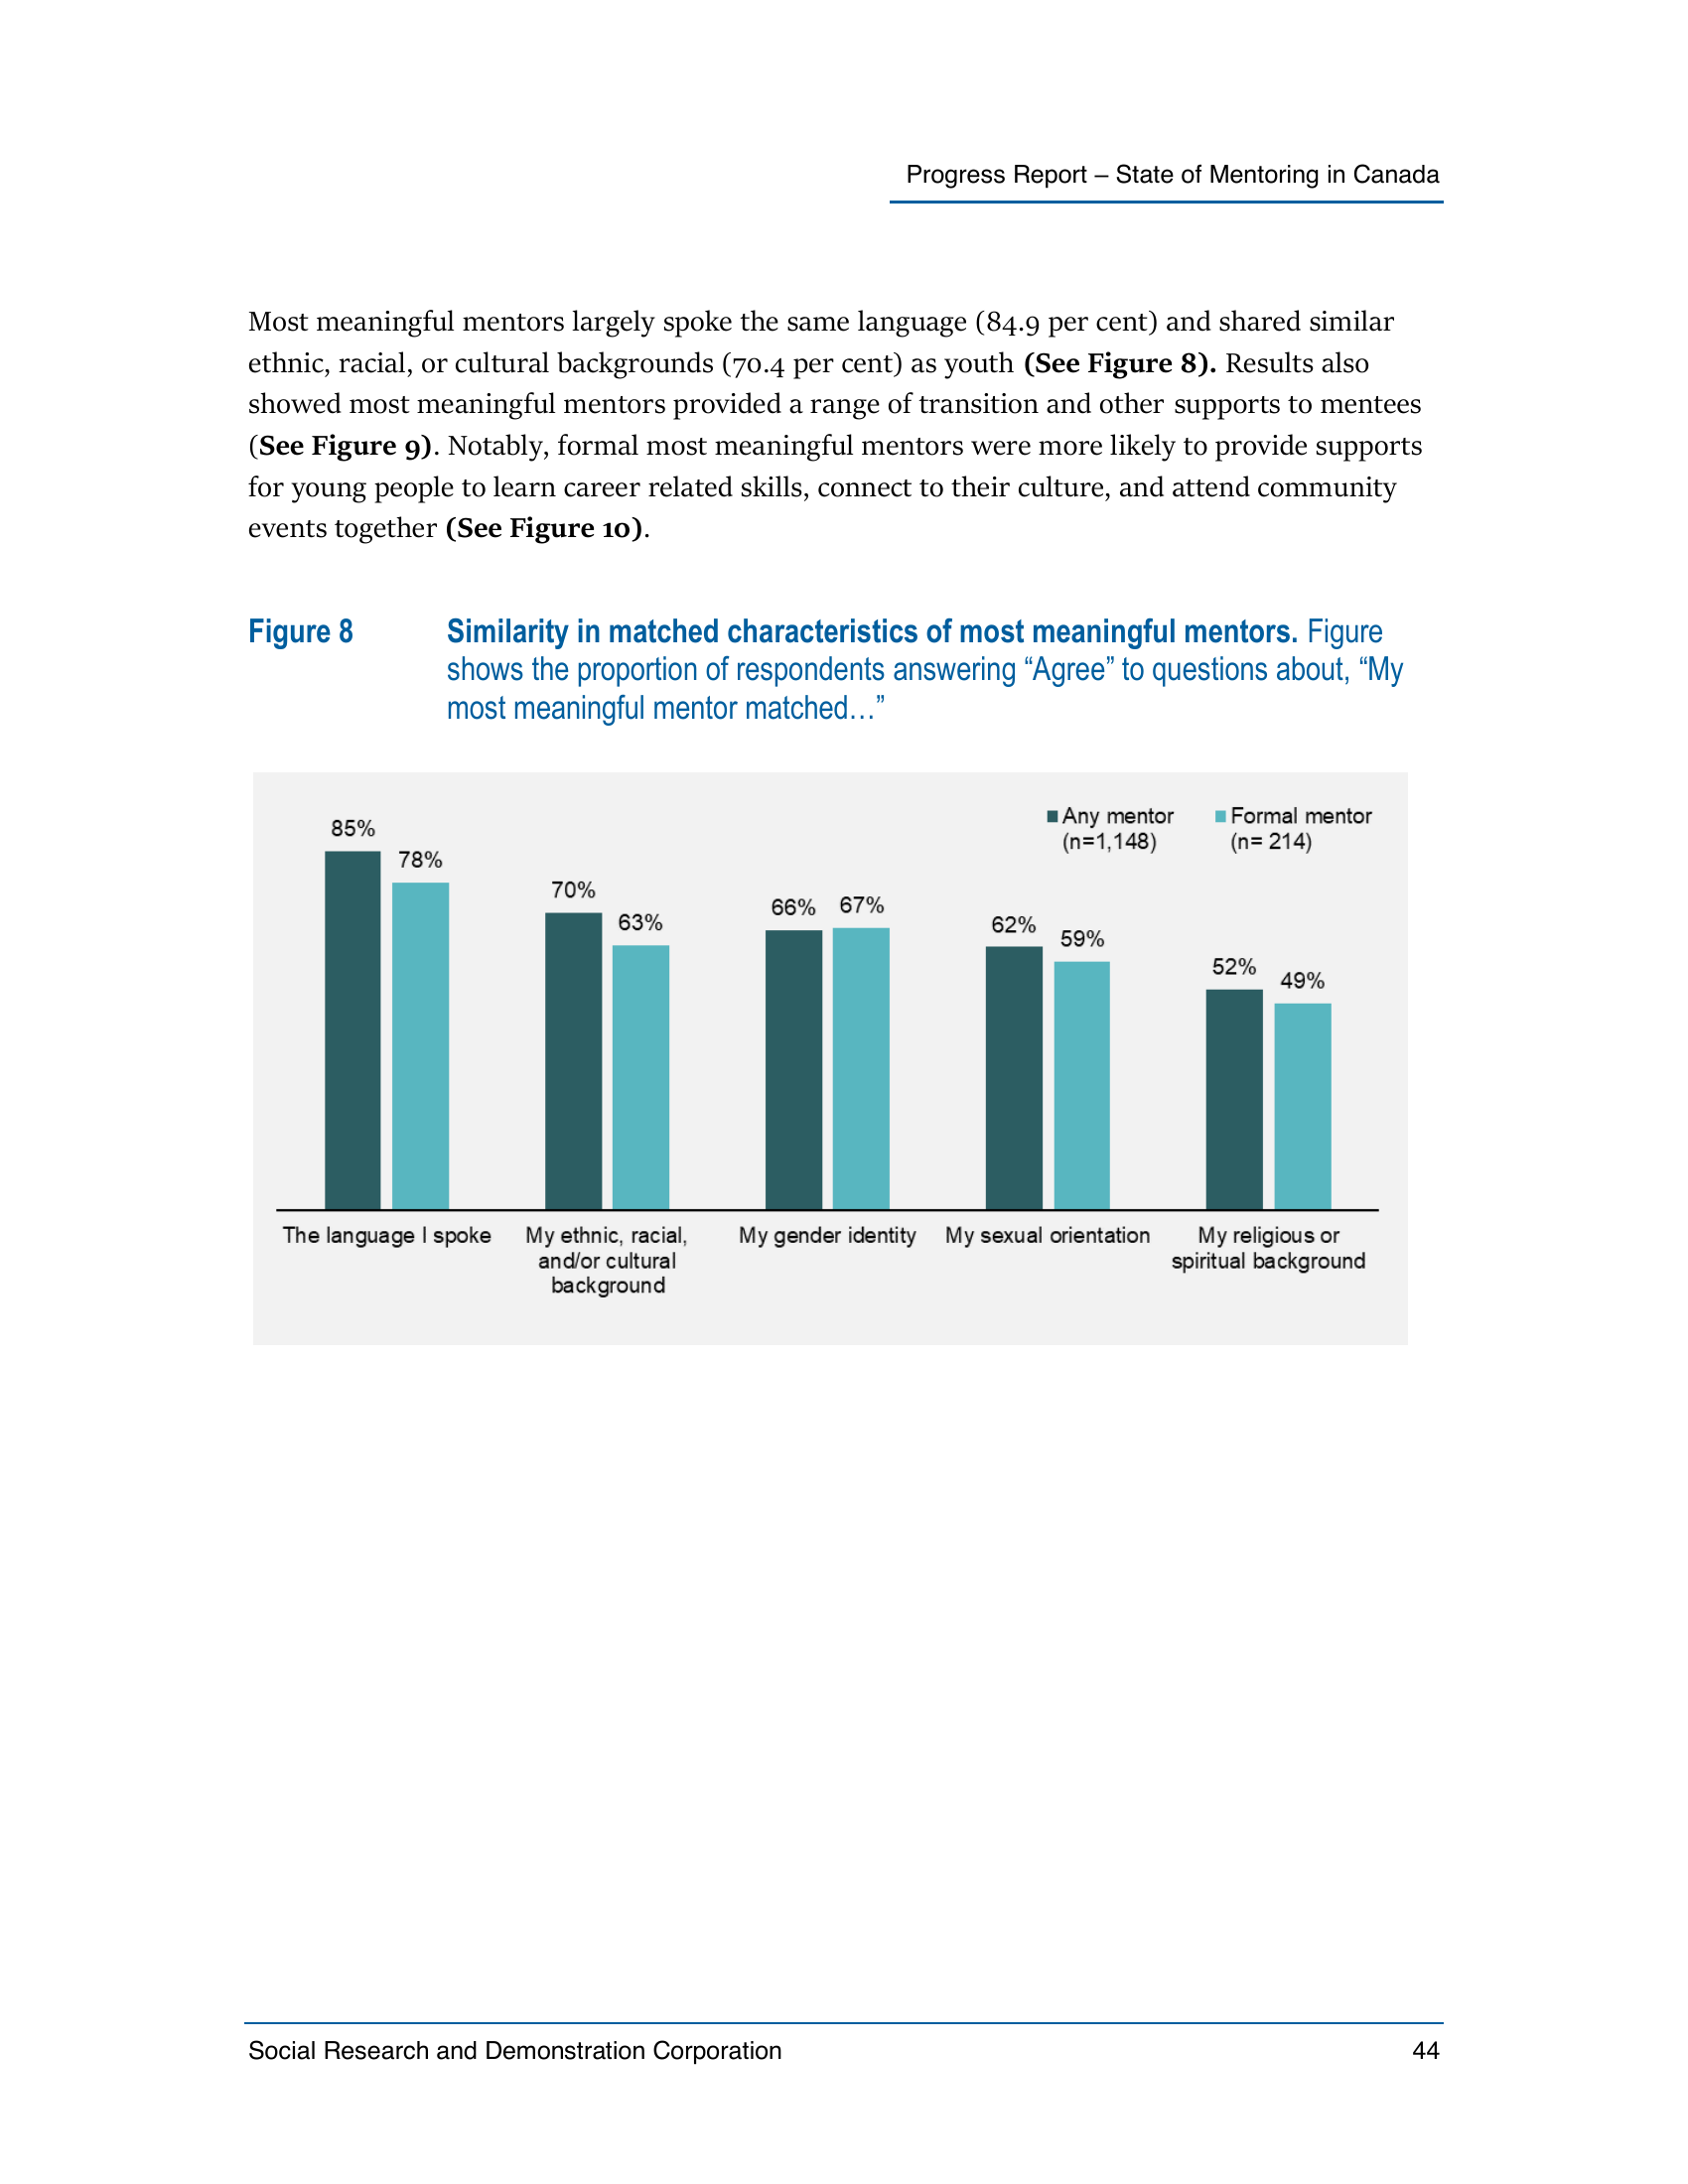 Progress Report – State of Mentoring in Canada
Most meaningful mentors largely spoke the same language (84.9 per cent) and shared similar
ethnic, racial, or cultural backgrounds (70.4 per cent) as youth (See Figure 8). Results also
showed most meaningful mentors provided a range of transition and other supports to mentees
(See Figure 9). Notably, formal most meaningful mentors were more likely to provide supports
for young people to learn career related skills, connect to their culture, and attend community
events together (See Figure 10).
Figure 8 Similarity in matched characteristics of most meaningful mentors. Figure
shows the proportion of respondents answering “Agree” to questions about, “My
most meaningful mentor matched…”
Any mentor
(n=1,148)
Formal mentor
(n= 214)
85%
78%
70%
63%
66%
67%
62%
59%
52%
49%
The language I spoke
My ethnic, racial,
and/or cultural
background
My gender identity
My sexual orientation
My religious or
spiritual background
Social Research and Demonstration Corporation 44